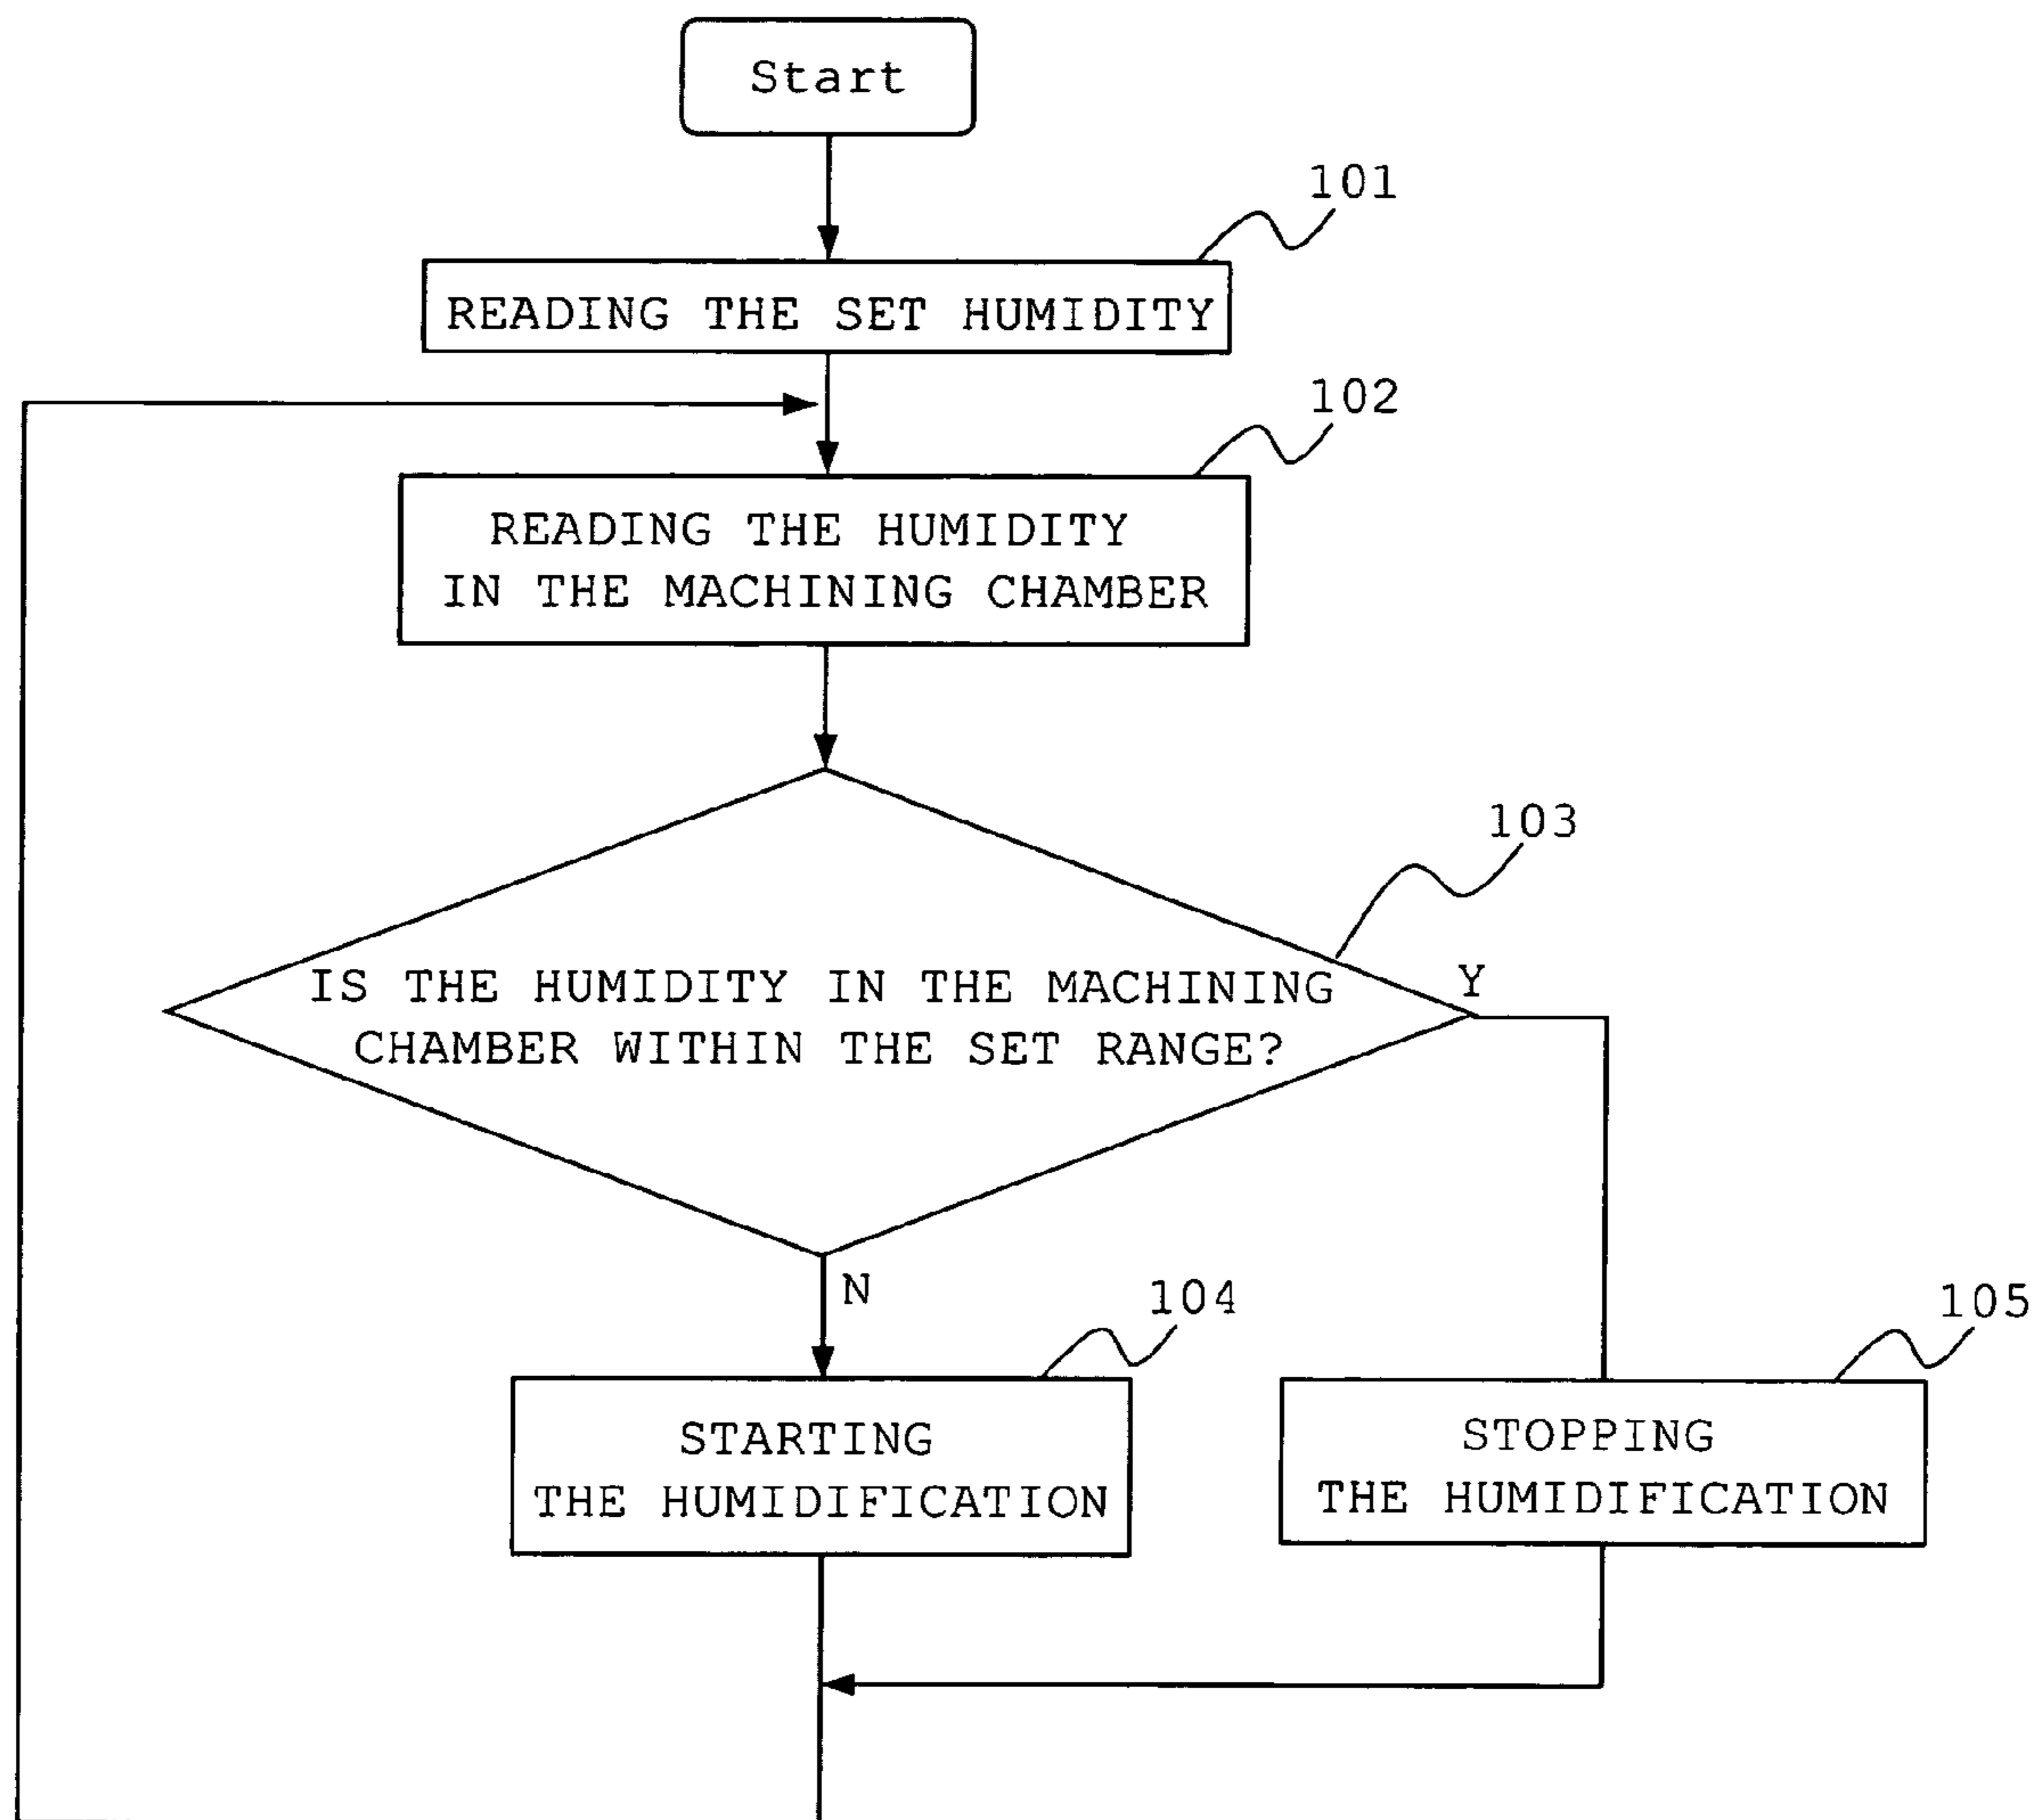 Start
101
READING THE SET HUMIDITY
102
READING THE HUMIDITY
IN THE MACHINING CHAMBER
103
IS THE HUMIDITY IN THE MACHINING
CHAMBER WITHIN THE SET RANGE?
Y
N
104
STARTING
THE HUMIDIFICATION
105
STOPPING
THE HUMIDIFICATION